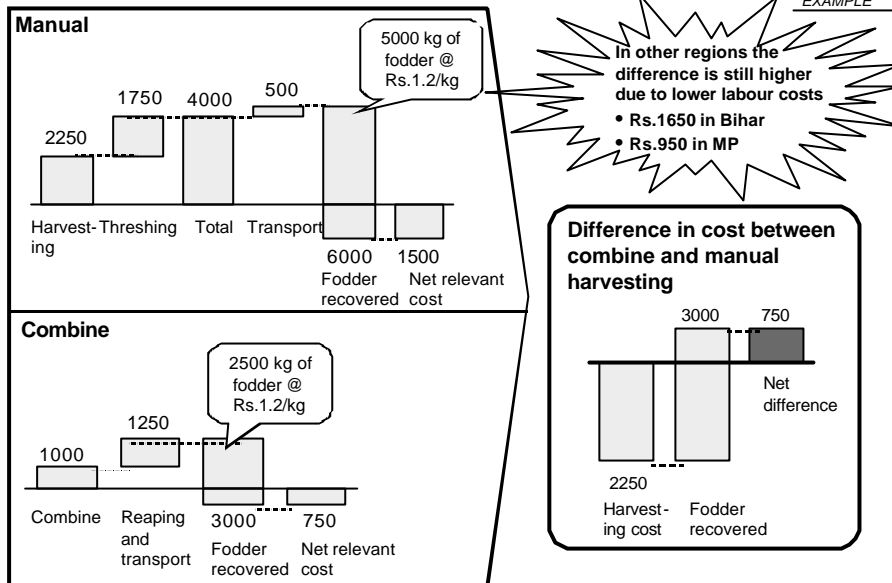 EXAMPLE
Manual
5000 kg of
fodder @
Rs.1.2/kg
500
1750
4000
2250
Harvest-
ing
Threshing
Total
Transport
6000
1500
Fodder
recovered
Net relevant
cost
In other regions the
difference is still higher
due to lower labour costs
• Rs.1650 in Bihar
• Rs.950 in MP
Combine
2500 kg of
fodder @
Rs.1.2/kg
1250
1000
Combine
Reaping
and
transport
3000
750
Fodder
recovered
Net relevant
cost
Difference in cost between
combine and manual
harvesting
3000
750
Net
difference
2250
Harvest-
ing cost
Fodder
recovered